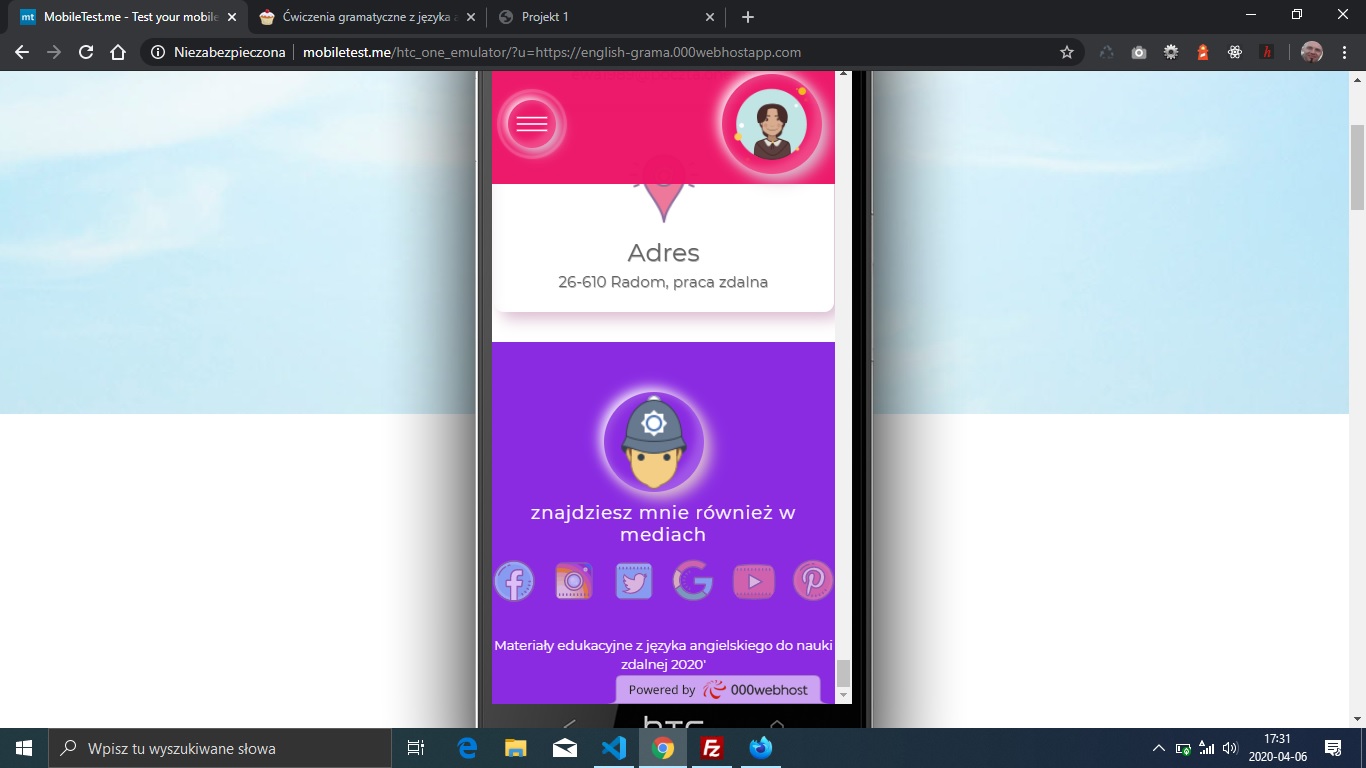 mt
MobileTest.me - Test your mobile
Ćwiczenia gramatyczne z języka a
Projekt 1
Niezabezpieczona
mobiletest.me/htc_one_emulator/?u=https://english-grama.000webhostapp.com
Adres
26-610 Radom, praca zdalna
znajdziesz mnie również w
mediach
Materiały edukacyjne z języka angielskiego do nauki
zdalnej 2020'
Powered by 000webhost
hTC
Wpisz tu wyszukiwane słowa
17:31
2020-04-06